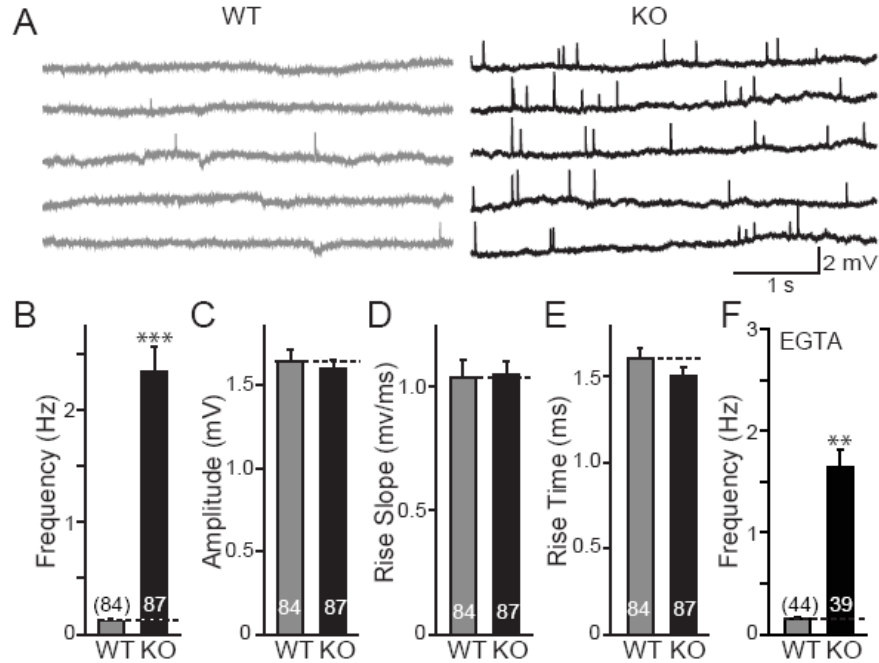 A
WT
KO
2 mV
1 s
B
Frequency (Hz)
2
1
0
***
(84)
87
WT KO
C
Amplitude (mV)
1.5
1.0
0.5
0
84
87
WT KO
D
Rise Slope (mv/ms)
1.0
0
84
87
WT KO
E
Rise Time (ms)
1.5
1.0
0.5
0
84
87
WT KO
F
EGTA
Frequency (Hz)
3
2
1
0
**
(44)
39
WT KO